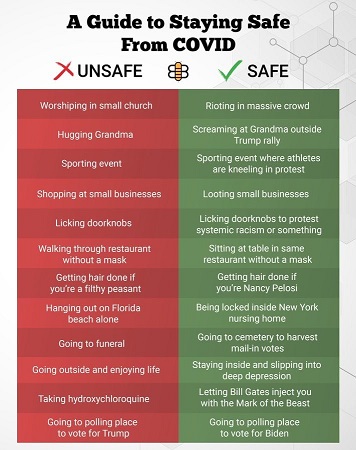 A Guide to Staying Safe
From COVID
UNSAFE
SAFE
Worshiping in small church
Rioting in massive crowd
Hugging Grandma
Screaming at Grandma outside
Trump rally
Sporting event
Sporting event where athletes
are kneeling in protest
Shopping at small businesses
Looting small businesses
Licking doorknobs
Licking doorknobs to protest
systemic racism or something
Walking through restaurant
without a mask
Sitting at table in same
restaurant without a mask
Getting hair done if
you're a filthy peasant
Getting hair done if
you're Nancy Pelosi
Hanging out on Florida
beach alone
Being locked inside New York
nursing home
Going to funeral
Going to cemetery to harvest
mail-in votes
Going outside and enjoying life
Staying inside and slipping into
deep depression
Taking hydroxychloroquine
Letting Bill Gates inject you
with the Mark of the Beast
Going to polling place
to vote for Trump
Going to polling place
to vote for Biden